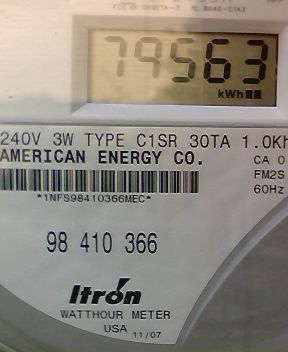 79563
kWh
240V 3W TYPE C1SR 30TA 1.0Kh
AMERICAN ENERGY CO.
CA 0
FM2S
60Hz
*1NFS98410366MEC*
98 410 366
Itron
WATTHOUR METER
USA 11/07